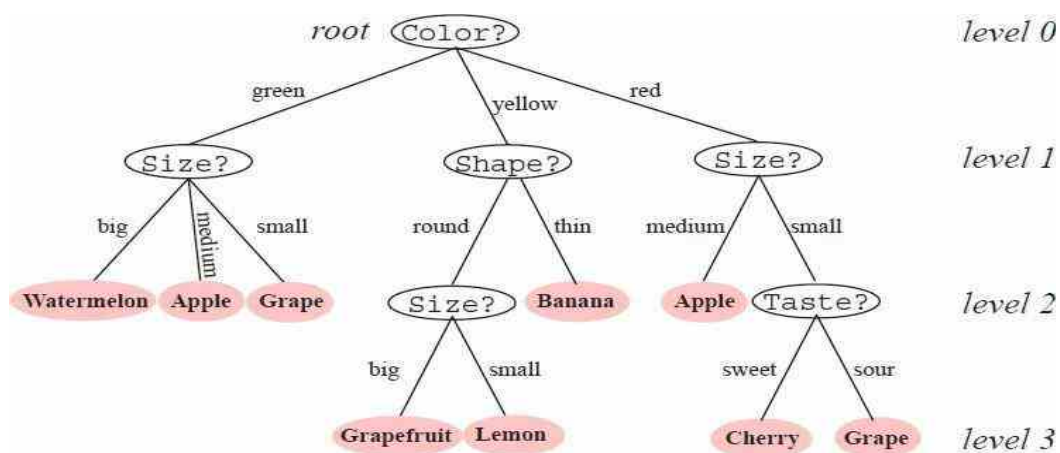 root Color? level 0
green yellow red
Size? Shape? Size? level 1
big medium small round thin medium small
Watermelon Apple Grape Size? Banana Apple Taste? level 2
big small sweet sour
Grapefruit Lemon Cherry Grape level 3